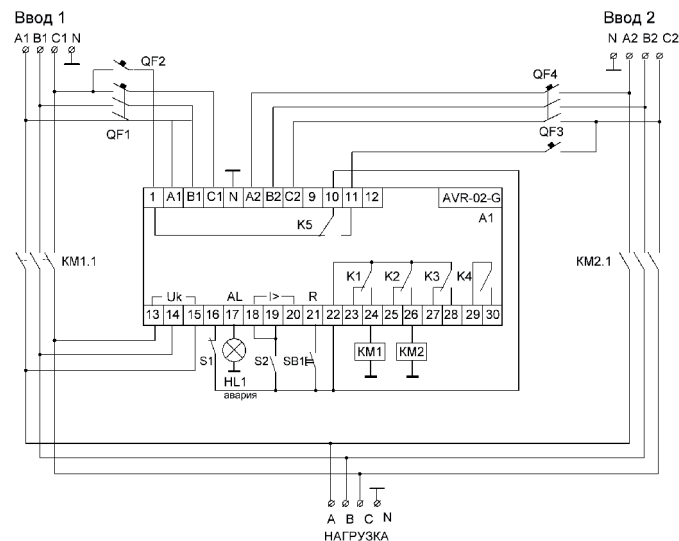 Ввод 1
Ввод 2
A1 B1 C1 N
N A2 B2 C2
QF2
QF4
QF1
QF3
1 A1 B1 C1 N A2 B2 C2 9 10 11 12
AVR-02-G
A1
K5
KM1.1
KM2.1
K1 K2 K3 K4
Uk AL I> R
13 14 15 16 17 18 19 20 21 22 23 24 25 26 27 28 29 30
S1
HL1
авария
S2
SB1
KM1
KM2
A B C N
НАГРУЗКА